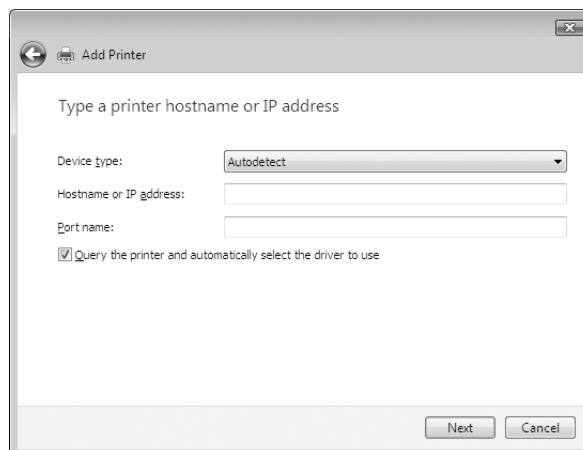 Add Printer
Type a printer hostname or IP address
Device type:
Autodetect
Hostname or IP address:
Port name:
Query the printer and automatically select the driver to use
Next
Cancel